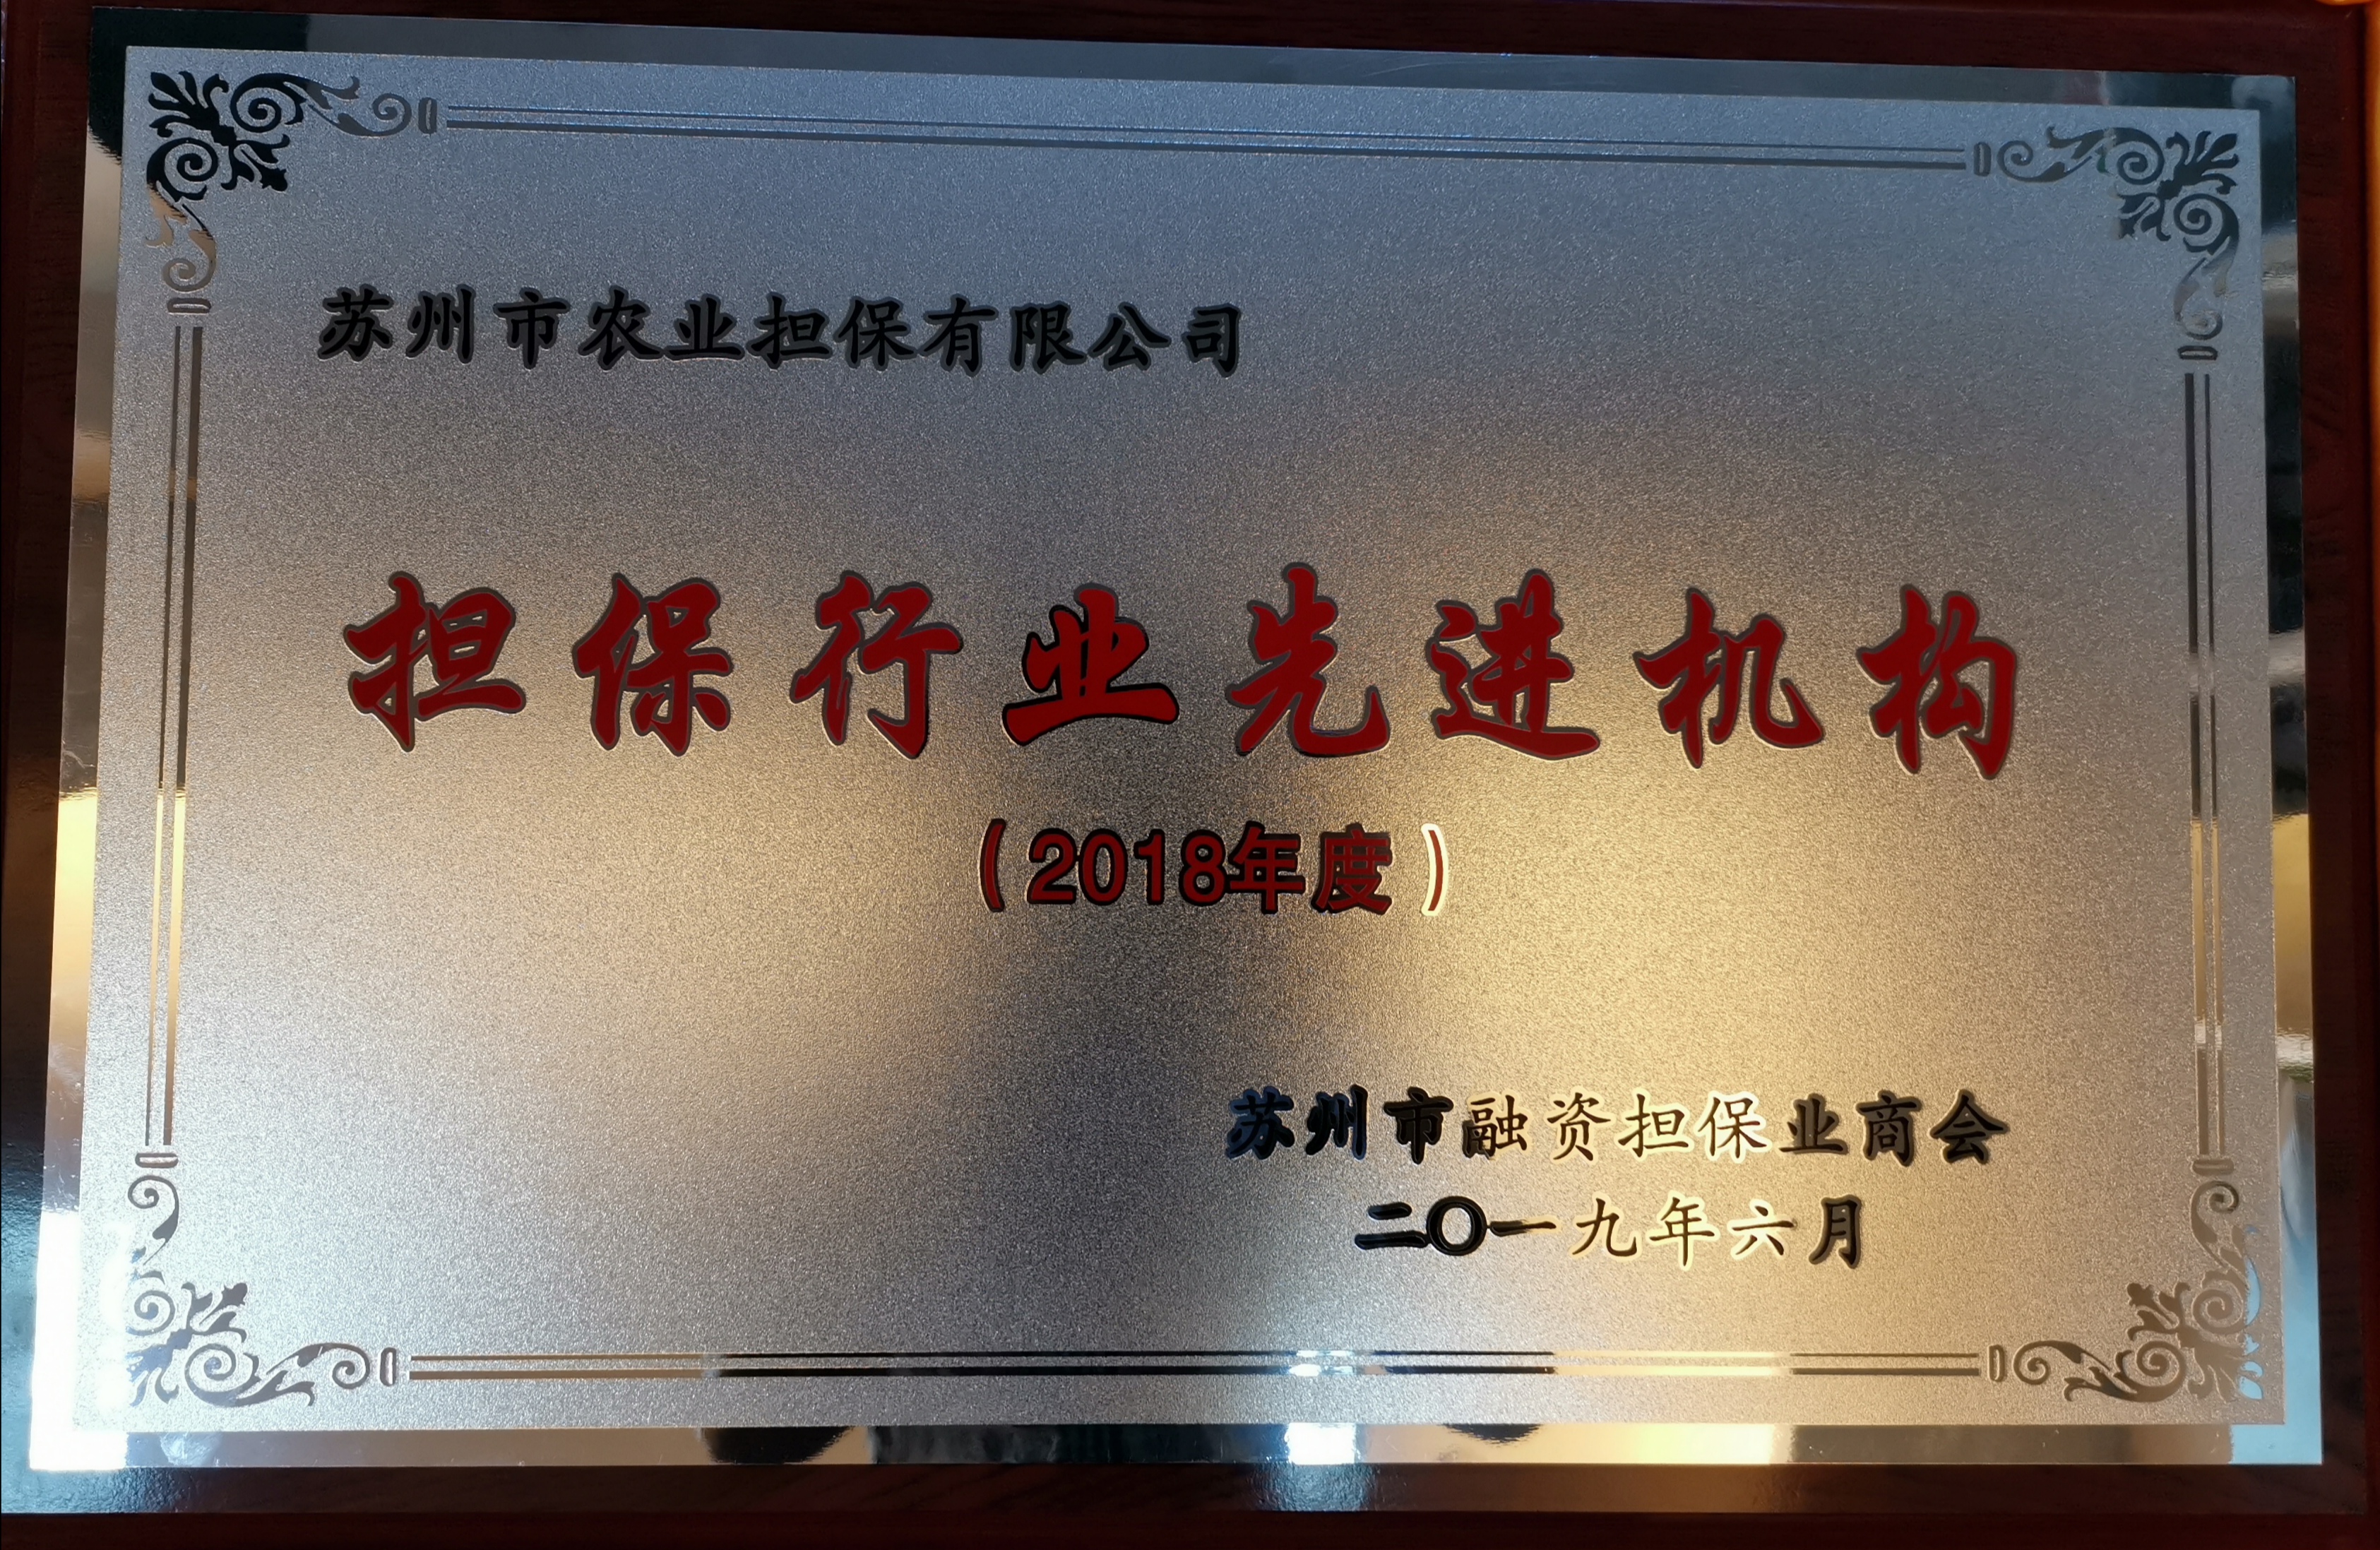 苏州市农业担保有限公司
担保行业先进机构
（2018年度）
苏州市融资担保业商会
二〇一九年六月